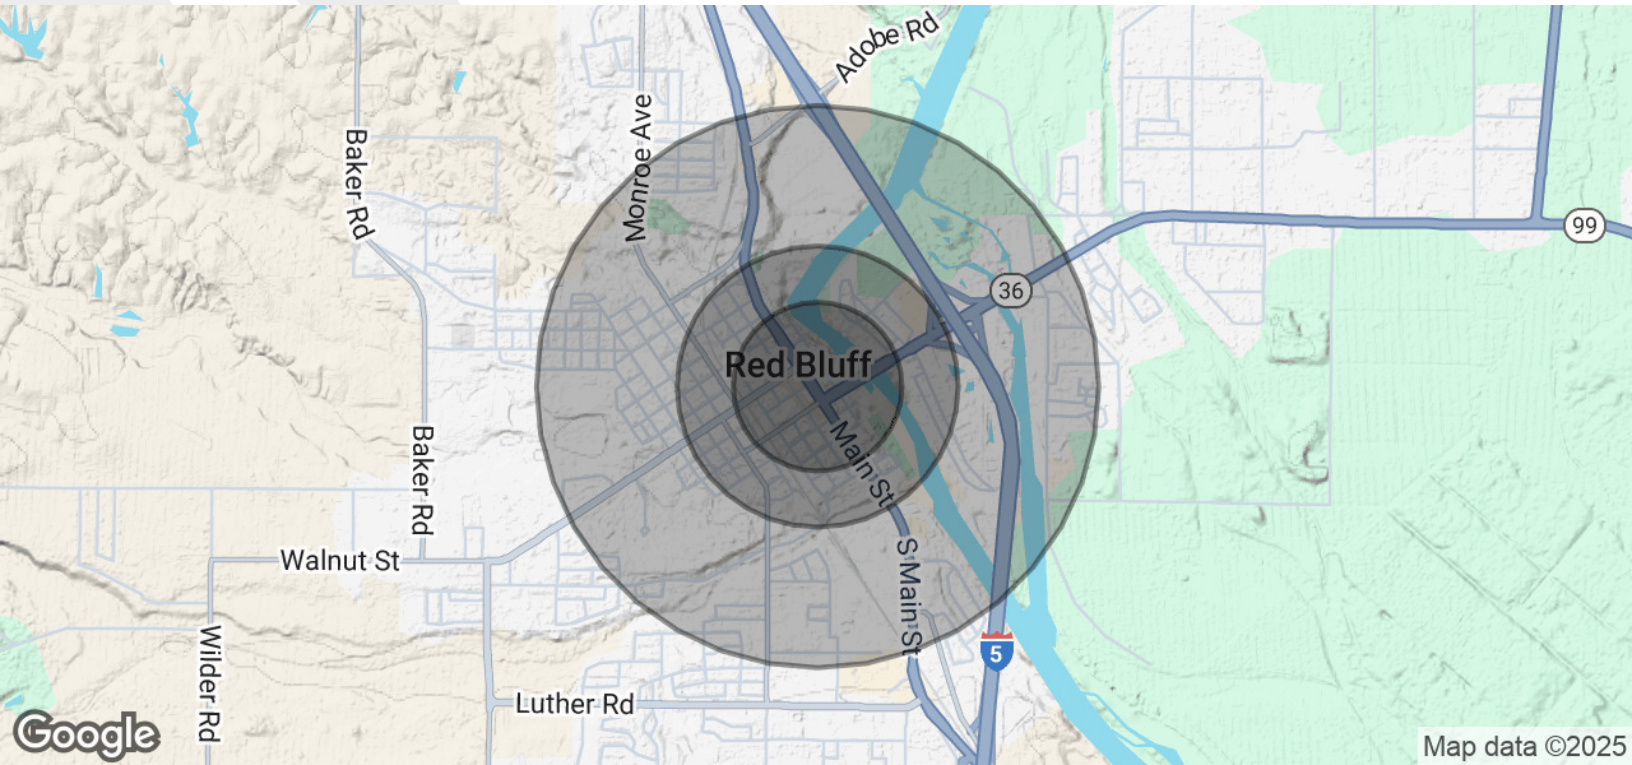 Adobe Rd
Monroe Ave
Baker Rd
99
36
Red Bluff
Main St
Baker Rd
Walnut St
S Main St
Wilder Rd
5
Luther Rd
Google
Map data ©2025